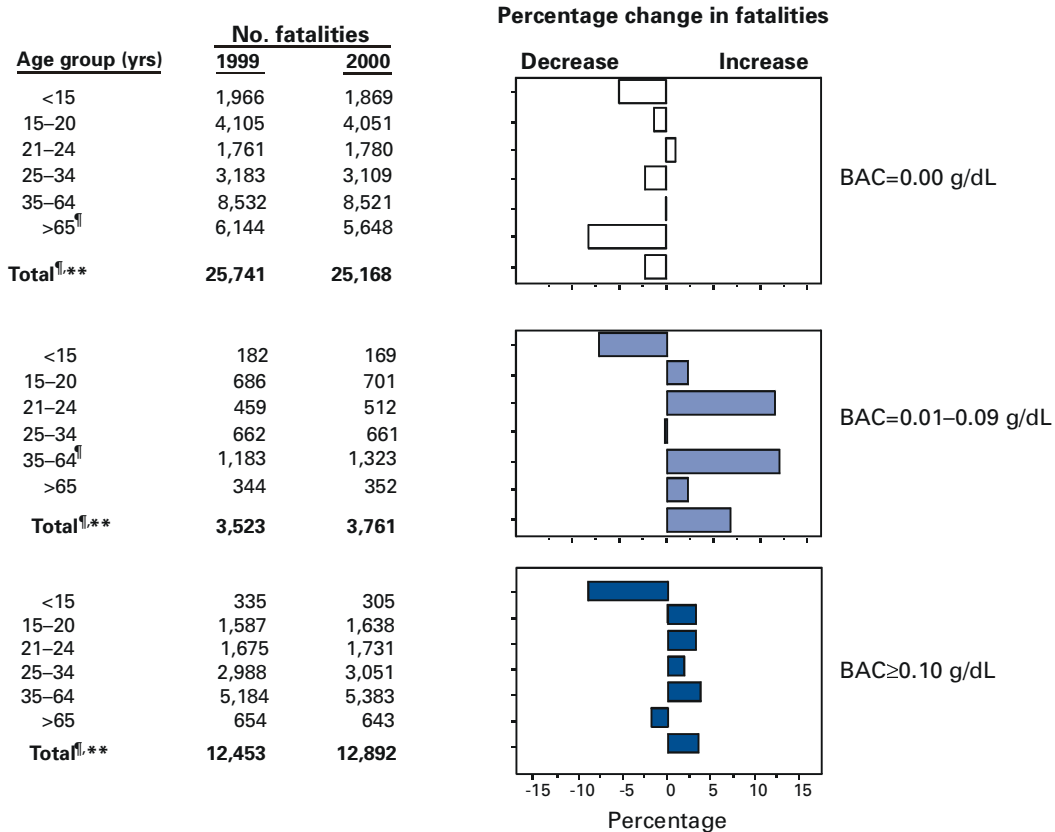 Percentage change in fatalities
No. fatalities
Age group (yrs) 1999 2000
Decrease Increase
<15 1,966 1,869
15–20 4,105 4,051
21–24 1,761 1,780
25–34 3,183 3,109
35–64 8,532 8,521
>65¶ 6,144 5,648
Total¶,** 25,741 25,168
BAC=0.00 g/dL
<15 182 169
15–20 686 701
21–24 459 512
25–34 662 661
35–64¶ 1,183 1,323
>65 344 352
Total¶,** 3,523 3,761
BAC=0.01–0.09 g/dL
<15 335 305
15–20 1,587 1,638
21–24 1,675 1,731
25–34 2,988 3,051
35–64 5,184 5,383
>65 654 643
Total¶,** 12,453 12,892
BAC≥0.10 g/dL
-15 -10 -5 0 5 10 15
Percentage